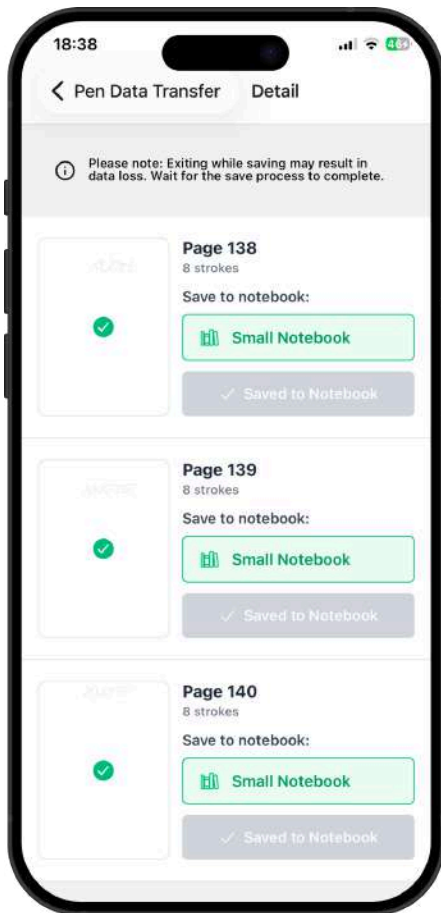 18:38
46
Pen Data Transfer Detail
Please note: Exiting while saving may result in
data loss. Wait for the save process to complete.
Page 138
8 strokes
Save to notebook:
Small Notebook
Saved to Notebook
Page 139
8 strokes
Save to notebook:
Small Notebook
Saved to Notebook
Page 140
8 strokes
Save to notebook:
Small Notebook
Saved to Notebook